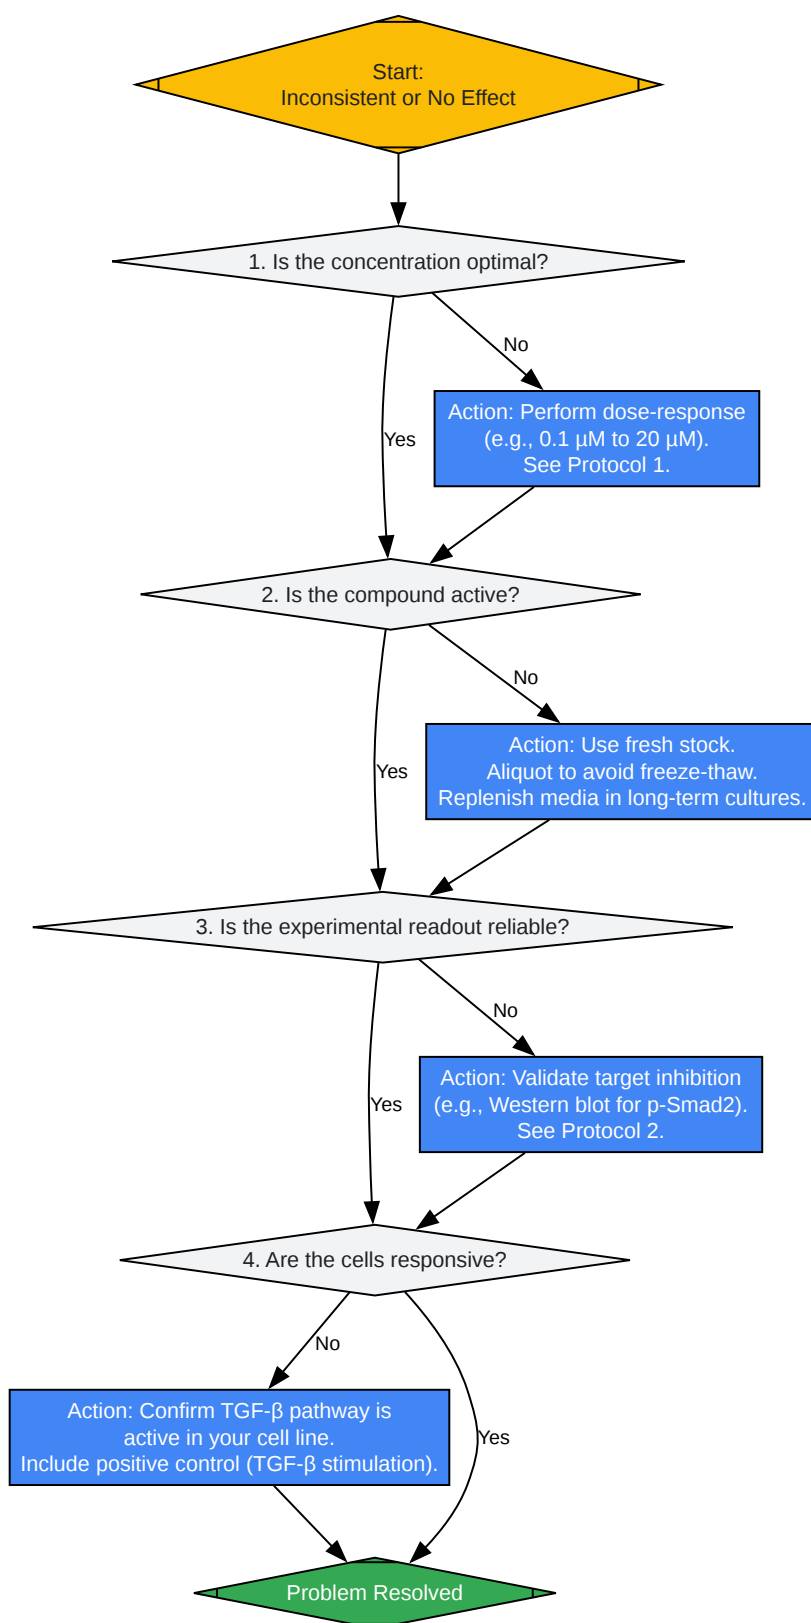 Start:
Inconsistent or No Effect
1. Is the concentration optimal?
No
Action: Perform dose-response
(e.g., 0.1 µM to 20 µM).
See Protocol 1.
Yes
2. Is the compound active?
No
Action: Use fresh stock.
Aliquot to avoid freeze-thaw.
Replenish media in long-term cultures.
Yes
3. Is the experimental readout reliable?
No
Action: Validate target inhibition
(e.g., Western blot for p-Smad2).
See Protocol 2.
Yes
4. Are the cells responsive?
No
Action: Confirm TGF-β pathway is
active in your cell line.
Include positive control (TGF-β stimulation).
Yes
Problem Resolved